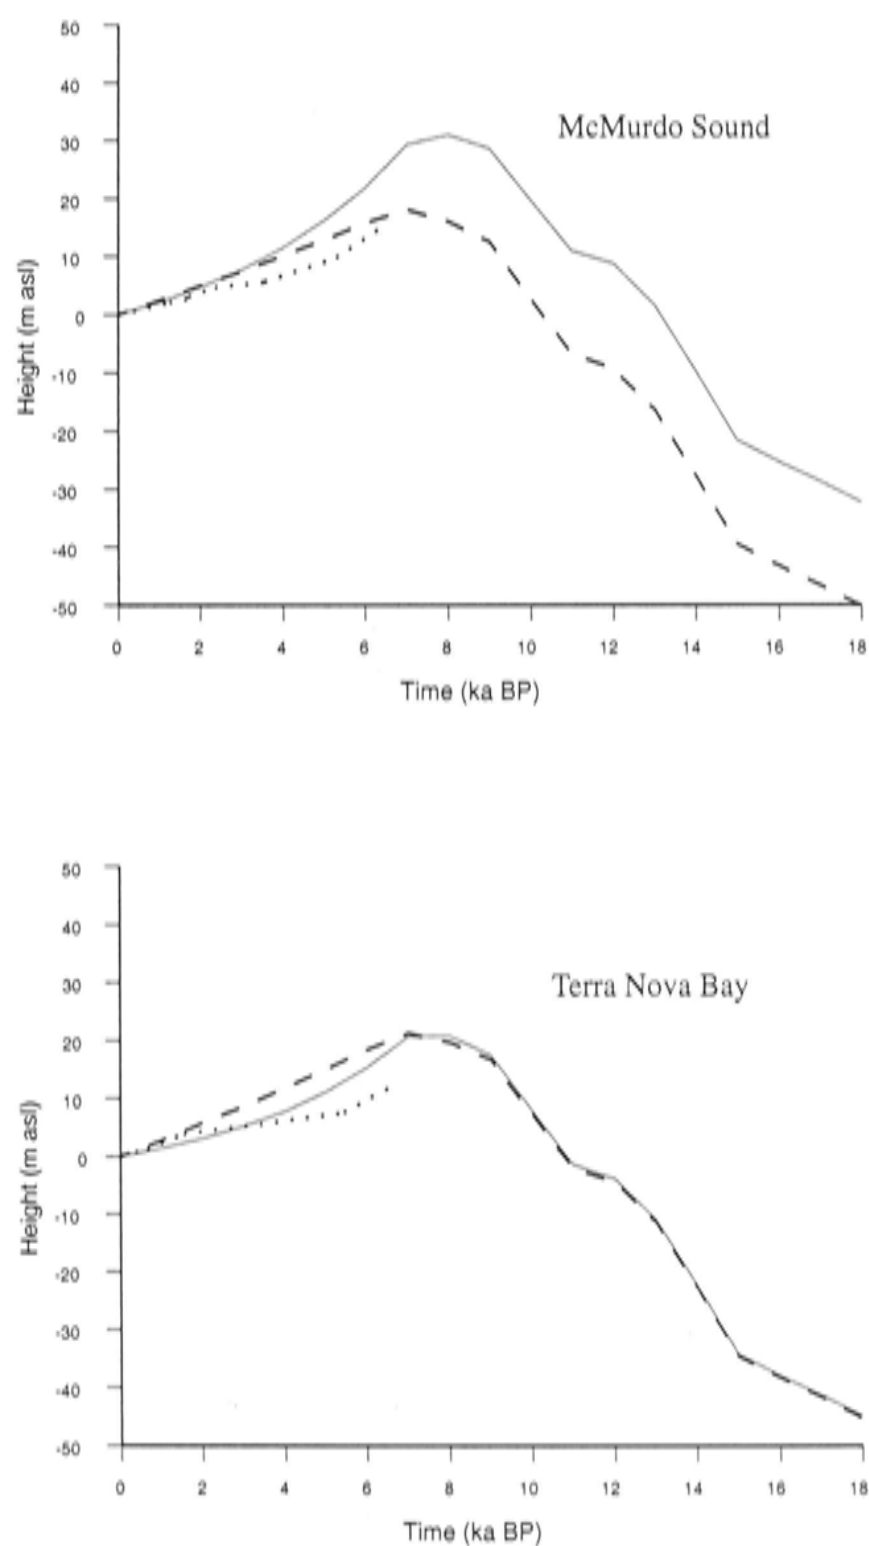 50
40
McMurdo Sound
30
20
10
0
-10
-20
-30
-40
-50
Height (m asl)
0 2 4 6 8 10 12 14 16 18
Time (ka BP)
50
40
30
Terra Nova Bay
20
10
0
-10
-20
-30
-40
-50
Height (m asl)
0 2 4 6 8 10 12 14 16 18
Time (ka BP)